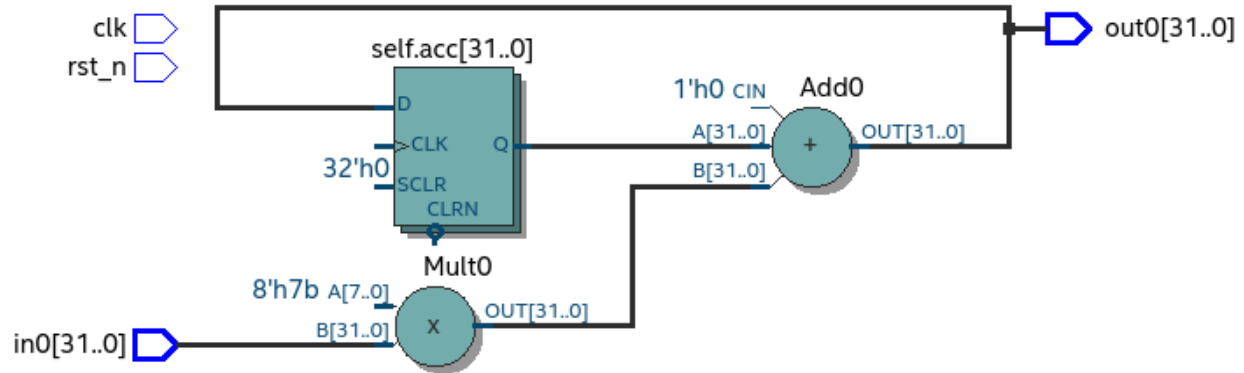 clk
rst_n
self.acc[31..0]
D
CLK
Q
32'h0
SCLR
CLRN
1'h0 CIN
Add0
A[31..0]
+
OUT[31..0]
B[31..0]
out0[31..0]
Mult0
8'h7b A[7..0]
OUT[31..0]
B[31..0]
x
in0[31..0]